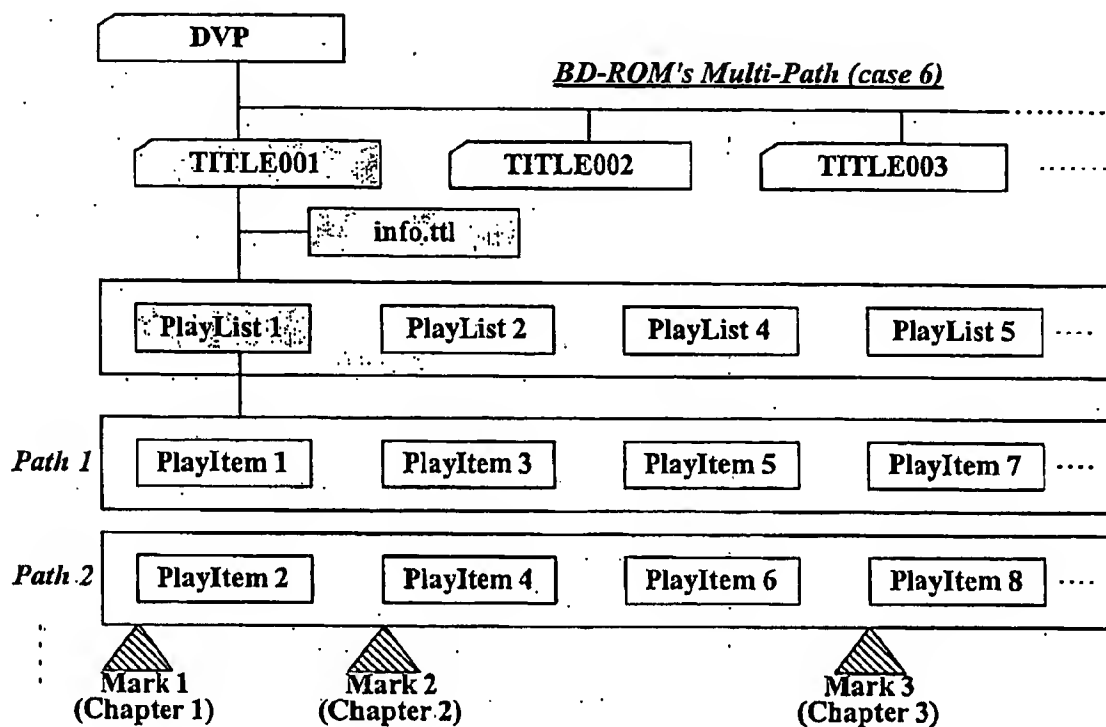 DVP
BD-ROM's Multi-Path (case 6)
TITLE001 TITLE002 TITLE003
info.ttl
PlayList 1 PlayList 2 PlayList 4 PlayList 5
Path 1 PlayItem 1 PlayItem 3 PlayItem 5 PlayItem 7
Path 2 PlayItem 2 PlayItem 4 PlayItem 6 PlayItem 8
Mark 1 Mark 2 Mark 3
(Chapter 1) (Chapter 2) (Chapter 3)